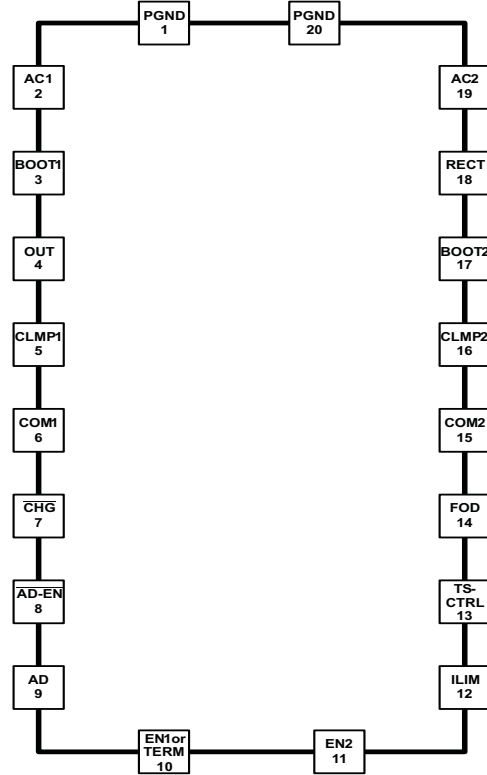 PGND
1
PGND
20
AC1
2
AC2
19
BOOT1
3
RECT
18
OUT
4
BOOT2
17
CLMP1
5
CLMP2
16
COM1
6
COM2
15
CHG
7
FOD
14
AD-EN
8
TS-
CTRL
13
AD
9
ILIM
12
EN1or
TERM
10
EN2
11